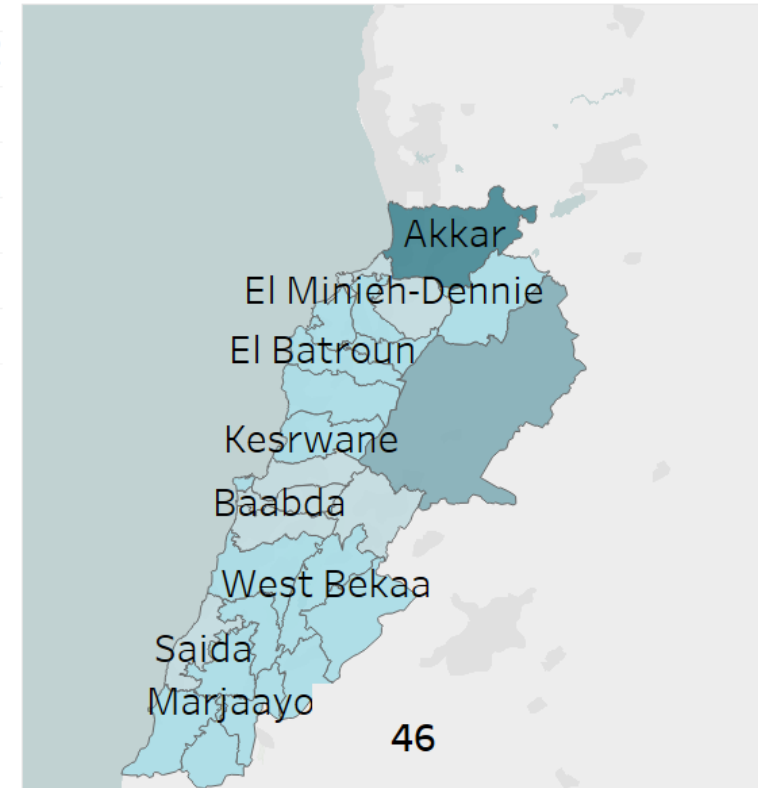 Akkar
El Minieh-Dennie
El Batroun
Kesrwane
Baabda
West Bekaa
Saida
Marjaayo
46